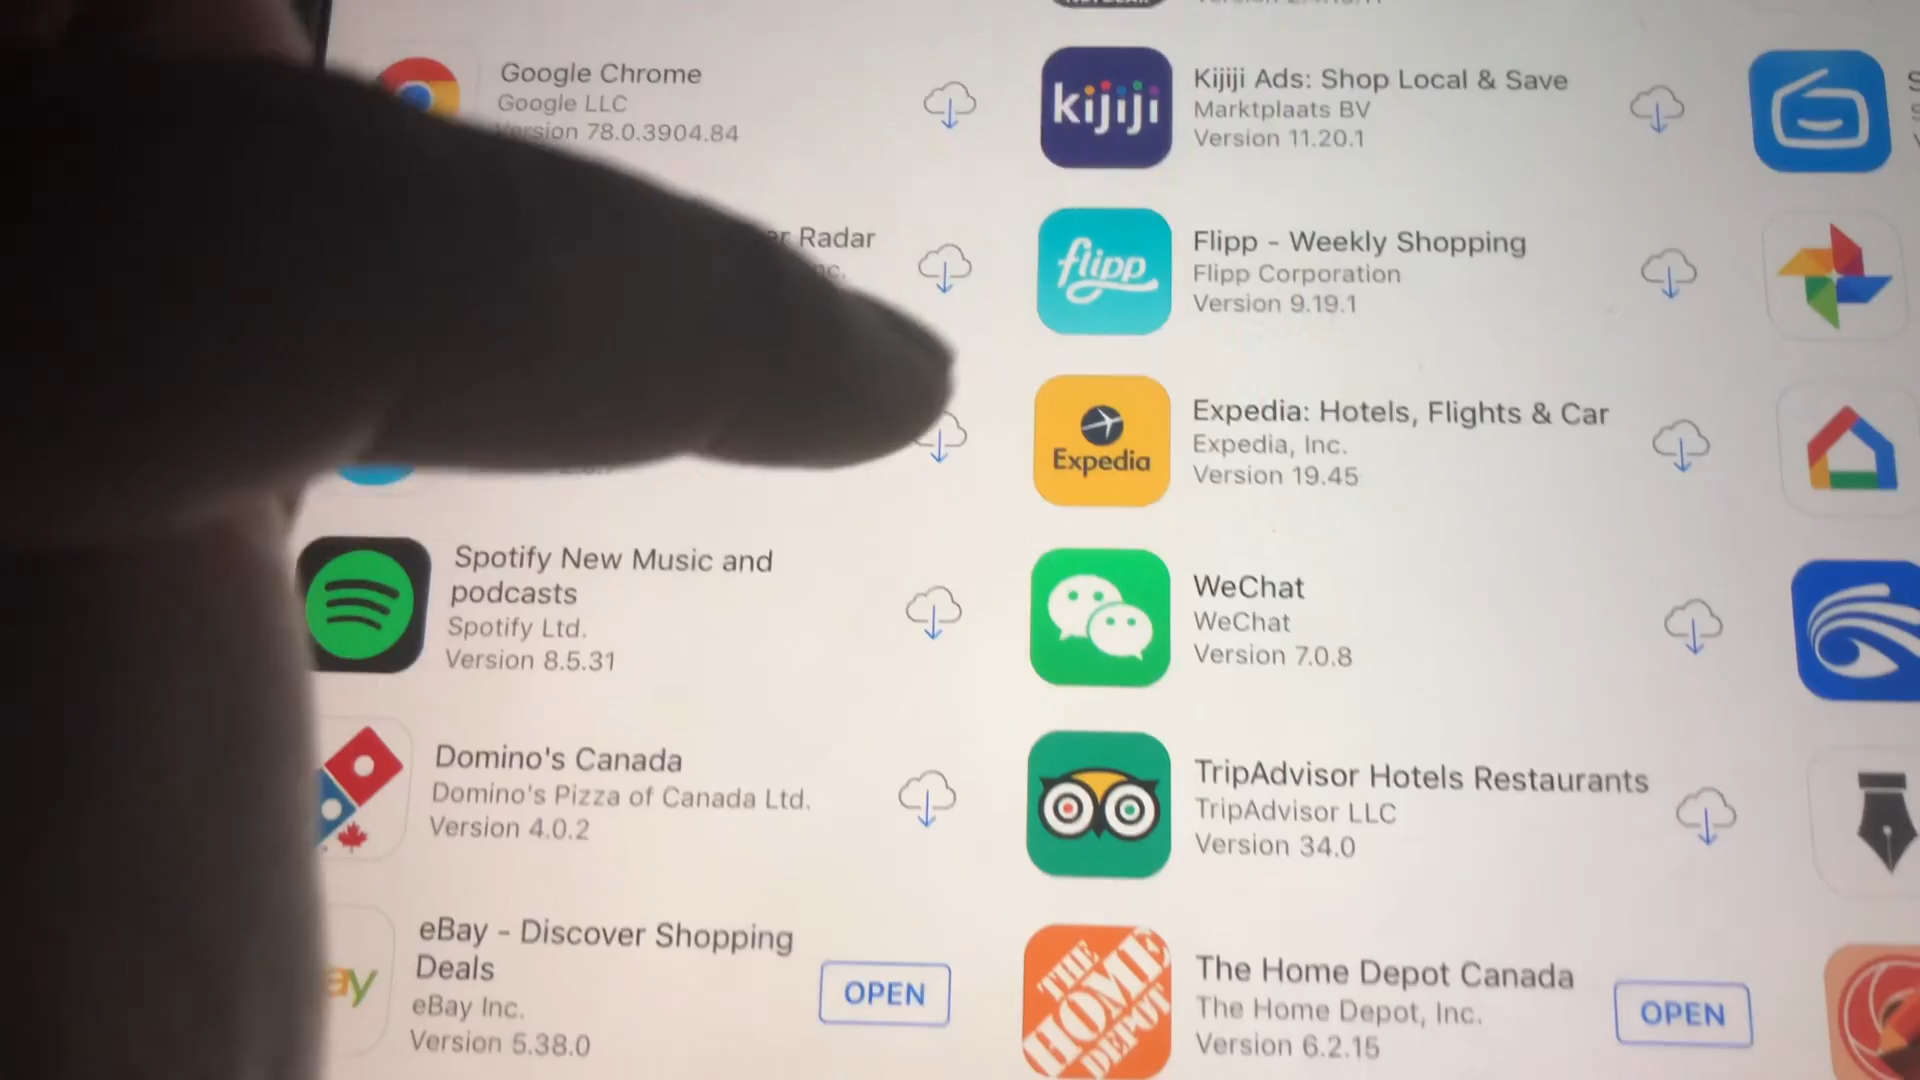 Google Chrome
Google LLC
Version 78.0.3904.84
Radar
Spotify New Music and
podcasts
Spotify Ltd.
Version 8.5.31
Domino's Canada
Domino's Pizza of Canada Ltd.
Version 4.0.2
eBay - Discover Shopping
Deals
eBay Inc.
Version 5.38.0
OPEN
kijiji
Kijiji Ads: Shop Local & Save
Marktplaats BV
Version 11.20.1
flipp
Flipp - Weekly Shopping
Flipp Corporation
Version 9.19.1
Expedia
Expedia: Hotels, Flights & Car
Expedia, Inc.
Version 19.45
WeChat
WeChat
Version 7.0.8
TripAdvisor Hotels Restaurants
TripAdvisor LLC
Version 34.0
THE
HOME
DEPOT
The Home Depot Canada
The Home Depot, Inc.
Version 6.2.15
OPEN